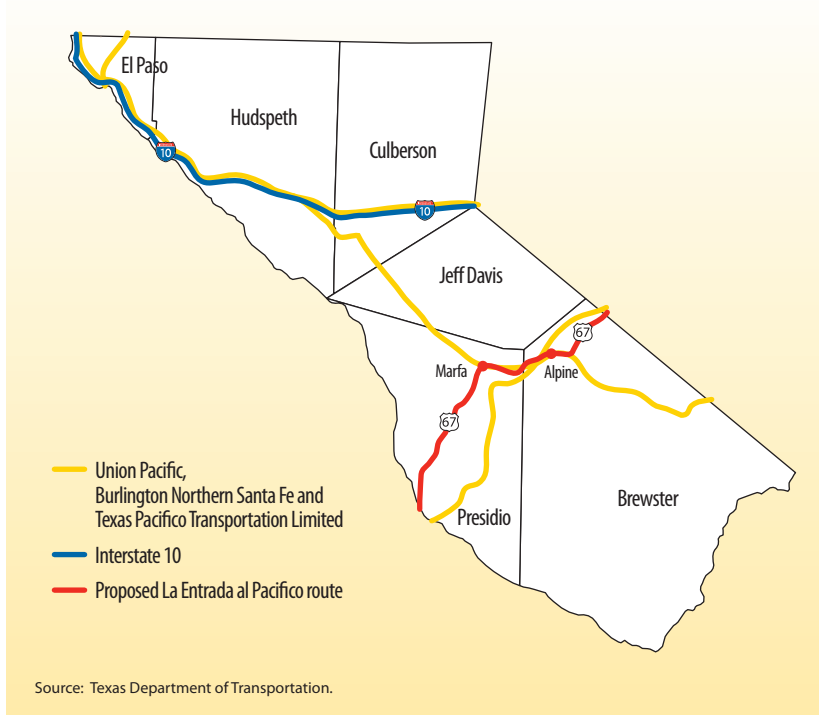 El Paso
Hudspeth
Culberson
INTERSTATE
10
INTERSTATE
10
Jeff Davis
67
Marfa
Alpine
67
Presidio
Brewster
Union Pacific,
Burlington Northern Santa Fe and
Texas Pacifico Transportation Limited
Interstate 10
Proposed La Entrada al Pacifico route
Source: Texas Department of Transportation.